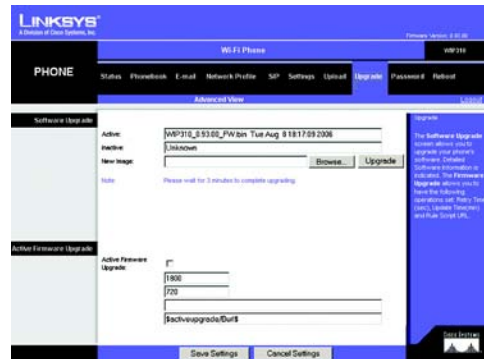 LINKSYS®
A Division of Cisco Systems, Inc.
Wi-Fi Phone
WIP310
PHONE
Status Phonebook E-mail Network Profile SIP Settings Upload Upgrade Password Reboot
Advanced View
Logout
Software Upgrade
Active: WIP310_0.93.00_FW.bin Tue Aug 8 18:17:09 2006
Inactive: Unknown
New Image: Browse... Upgrade
Note Please wait for 3 minutes to complete upgrading.
Upgrade
The Software Upgrade
screen allows you to
upgrade your phone's
software. Detailed
Software information is
indicated. The Firmware
Upgrade allows you to
have the following
operations set: Retry Time
(sec), Update Time(min)
and Rule Script URL.
Active Firmware Upgrade
Active Firmware
Upgrade:
1800
720
Save Settings Cancel Settings
Cisco Systems